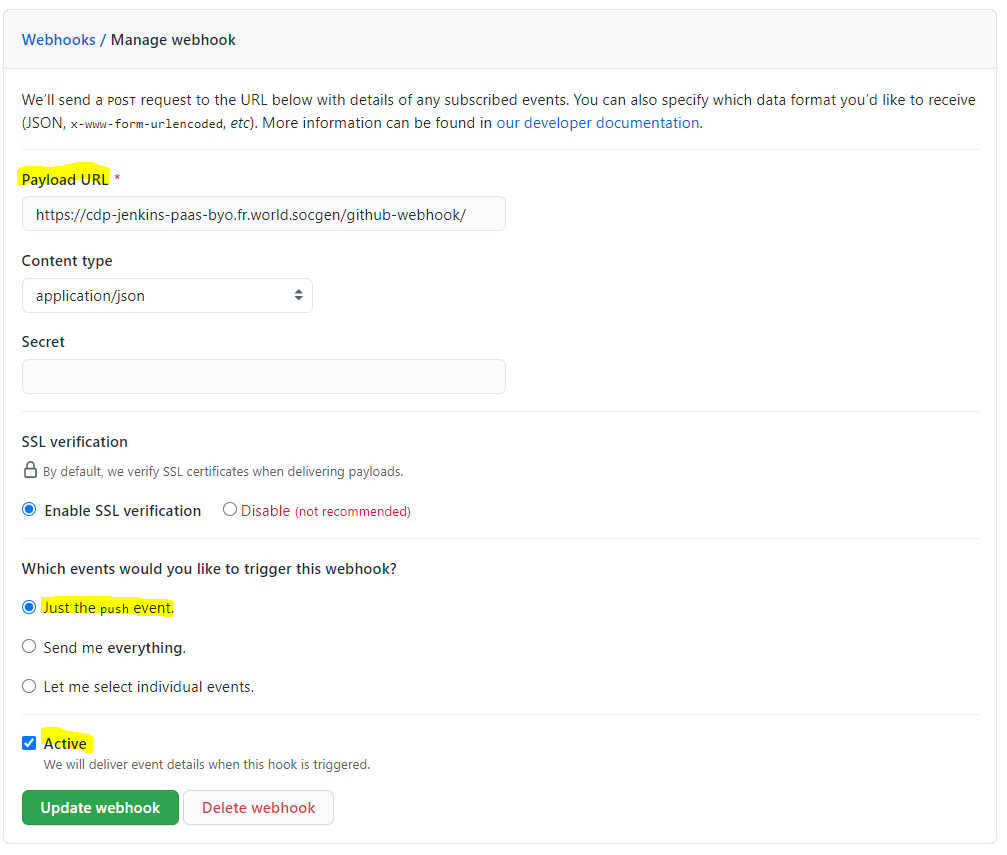 Webhooks / Manage webhook
We'll send a POST request to the URL below with details of any subscribed events. You can also specify which data format you'd like to receive
(JSON, x-www-form-urlencoded, etc). More information can be found in our developer documentation.
Payload URL *
https://cdp-jenkins-paas-byo.fr.world.socgen/github-webhook/
Content type
application/json
Secret
SSL verification
By default, we verify SSL certificates when delivering payloads.
Enable SSL verification Disable (not recommended)
Which events would you like to trigger this webhook?
Just the push event.
Send me everything.
Let me select individual events.
Active
We will deliver event details when this hook is triggered.
Update webhook Delete webhook